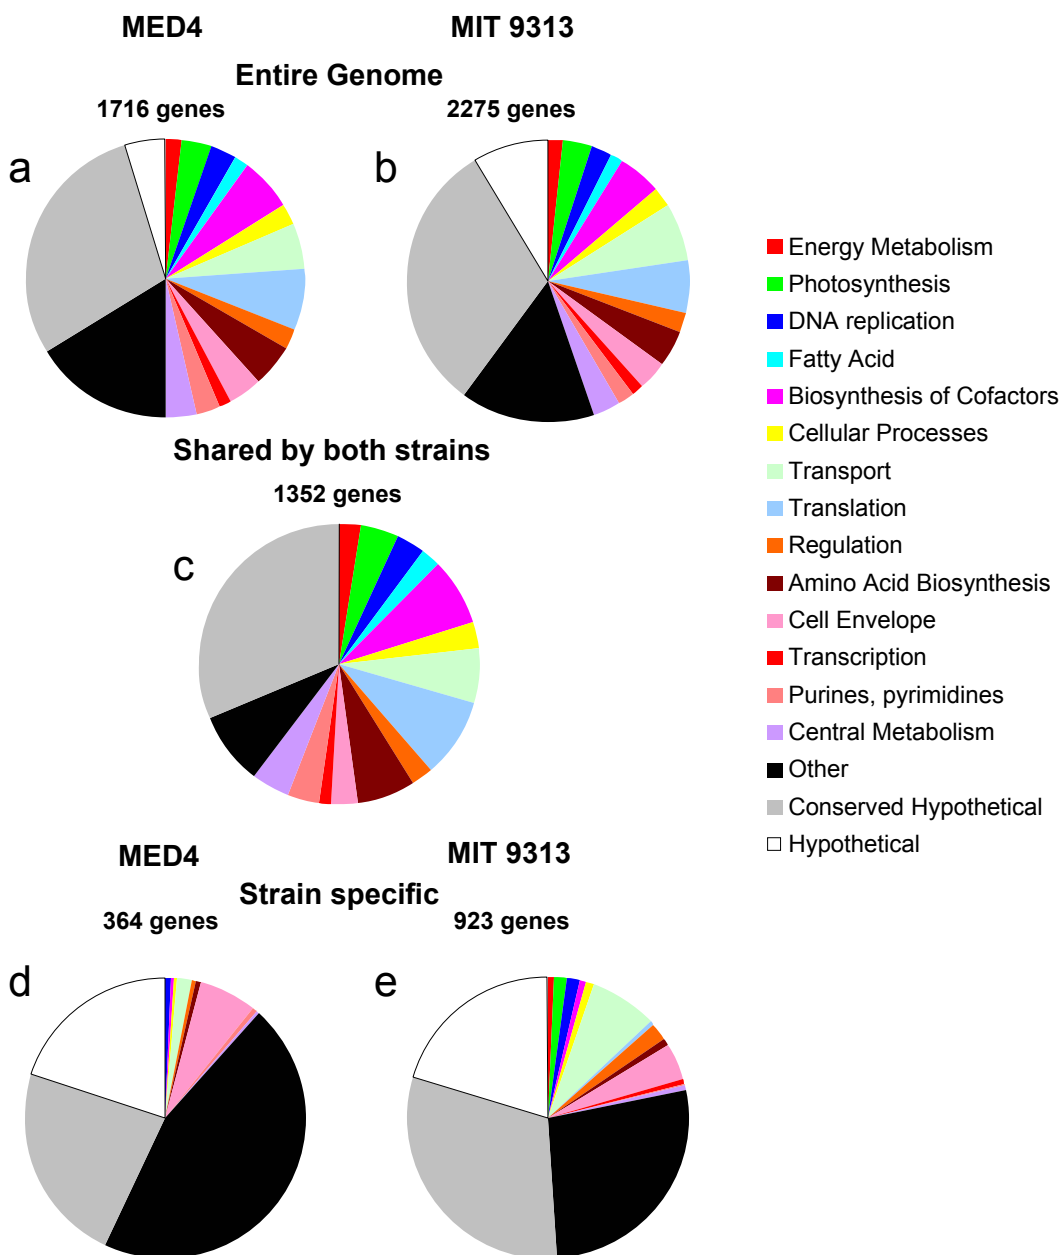 MED4
MIT 9313
Entire Genome
1716 genes
2275 genes
a
b
Shared by both strains
1352 genes
c
MED4
MIT 9313
Strain specific
364 genes
923 genes
d
e
Energy Metabolism
Photosynthesis
DNA replication
Fatty Acid
Biosynthesis of Cofactors
Cellular Processes
Transport
Translation
Regulation
Amino Acid Biosynthesis
Cell Envelope
Transcription
Purines, pyrimidines
Central Metabolism
Other
Conserved Hypothetical
Hypothetical